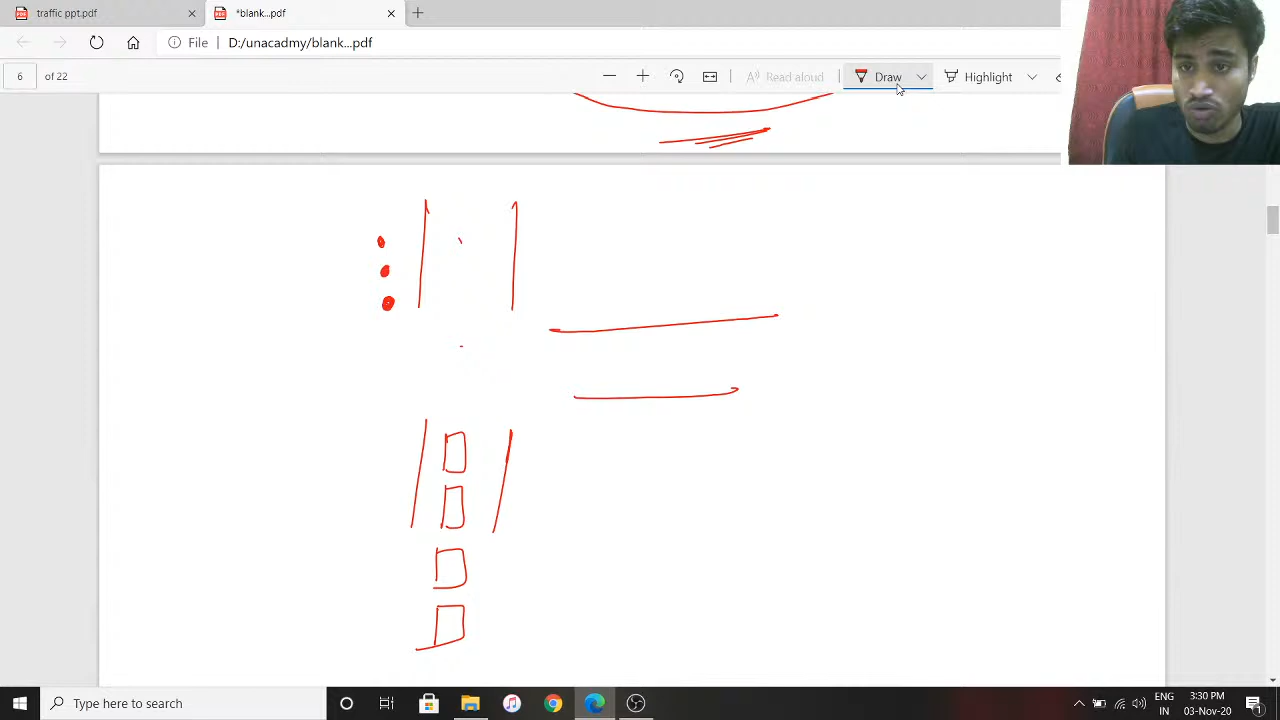 traffic ppt.pdf
*blank...pdf
File
D:/unacadmy/blank...pdf
6
of 22
Read aloud
Draw
Highlight
Type here to search
ENG
IN
3:30 PM
03-Nov-20